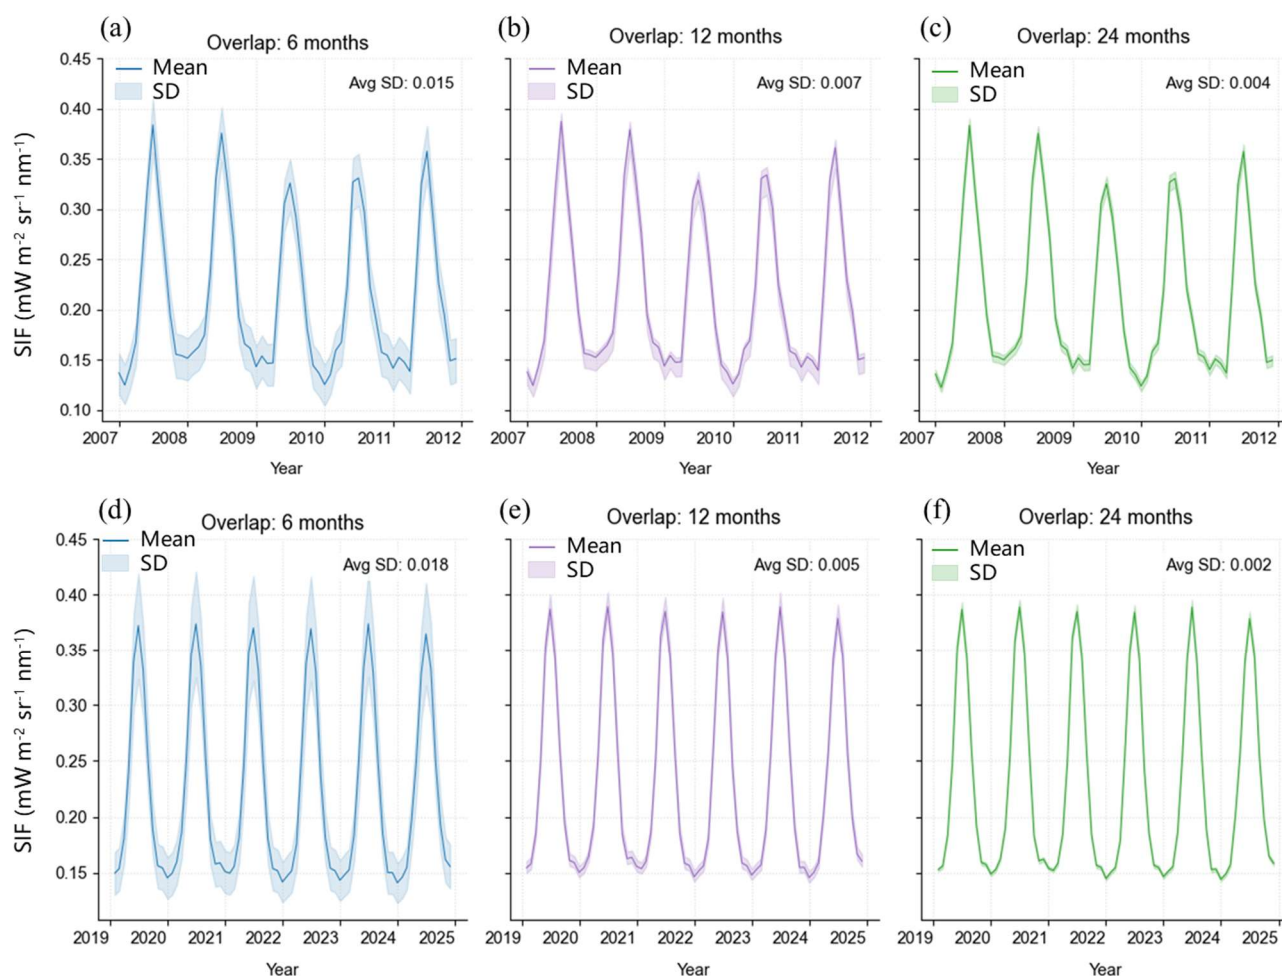 (a)
Overlap: 6 months
Mean
SD
Avg SD: 0.015
0.45
0.40
0.35
0.30
0.25
0.20
0.15
0.10
SIF (mW m⁻² sr⁻¹ nm⁻¹)
2007 2008 2009 2010 2011 2012
Year
(b)
Overlap: 12 months
Mean
SD
Avg SD: 0.007
2007 2008 2009 2010 2011 2012
Year
(c)
Overlap: 24 months
Mean
SD
Avg SD: 0.004
2007 2008 2009 2010 2011 2012
Year
(d)
Overlap: 6 months
Mean
SD
Avg SD: 0.018
0.45
0.40
0.35
0.30
0.25
0.20
0.15
SIF (mW m⁻² sr⁻¹ nm⁻¹)
2019 2020 2021 2022 2023 2024 2025
Year
(e)
Overlap: 12 months
Mean
SD
Avg SD: 0.005
2019 2020 2021 2022 2023 2024 2025
Year
(f)
Overlap: 24 months
Mean
SD
Avg SD: 0.002
2019 2020 2021 2022 2023 2024 2025
Year